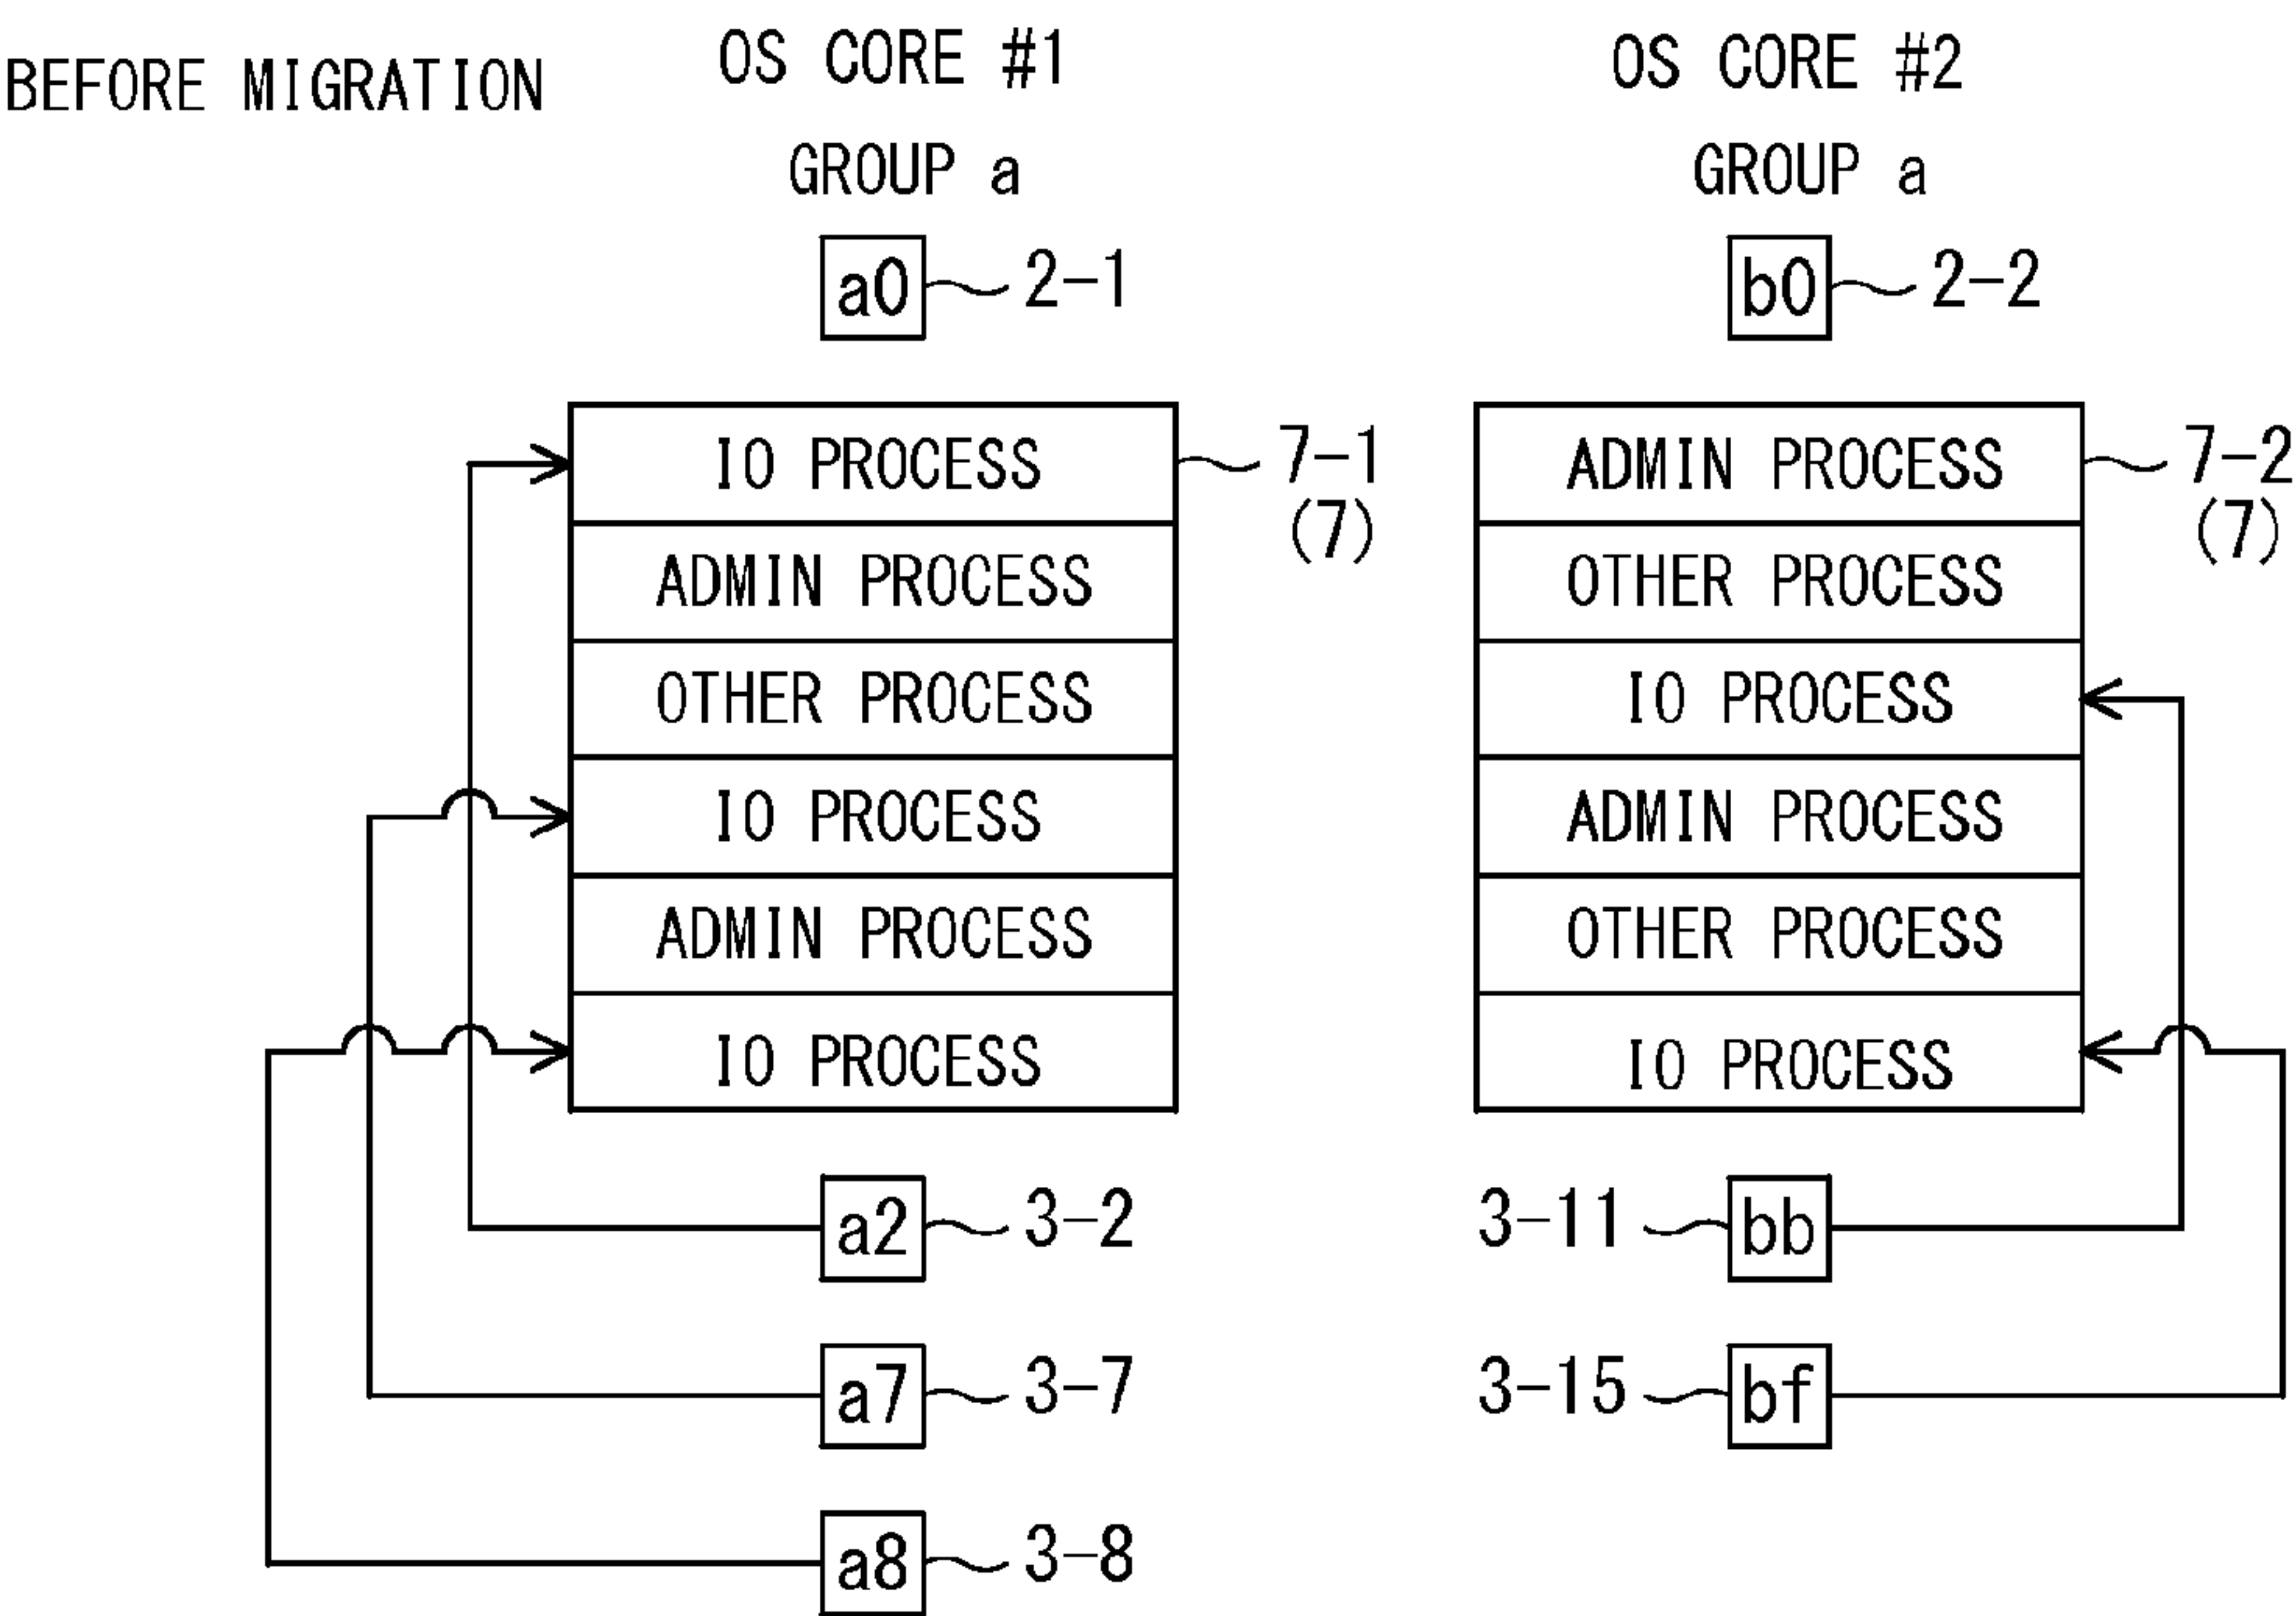 BEFORE MIGRATION
OS CORE #1
GROUP a
a0 2-1
IO PROCESS 7-1
(7)
ADMIN PROCESS
OTHER PROCESS
IO PROCESS
ADMIN PROCESS
IO PROCESS
a2 3-2
a7 3-7
a8 3-8
OS CORE #2
GROUP a
b0 2-2
ADMIN PROCESS 7-2
(7)
OTHER PROCESS
IO PROCESS
ADMIN PROCESS
OTHER PROCESS
IO PROCESS
3-11 bb
3-15 bf